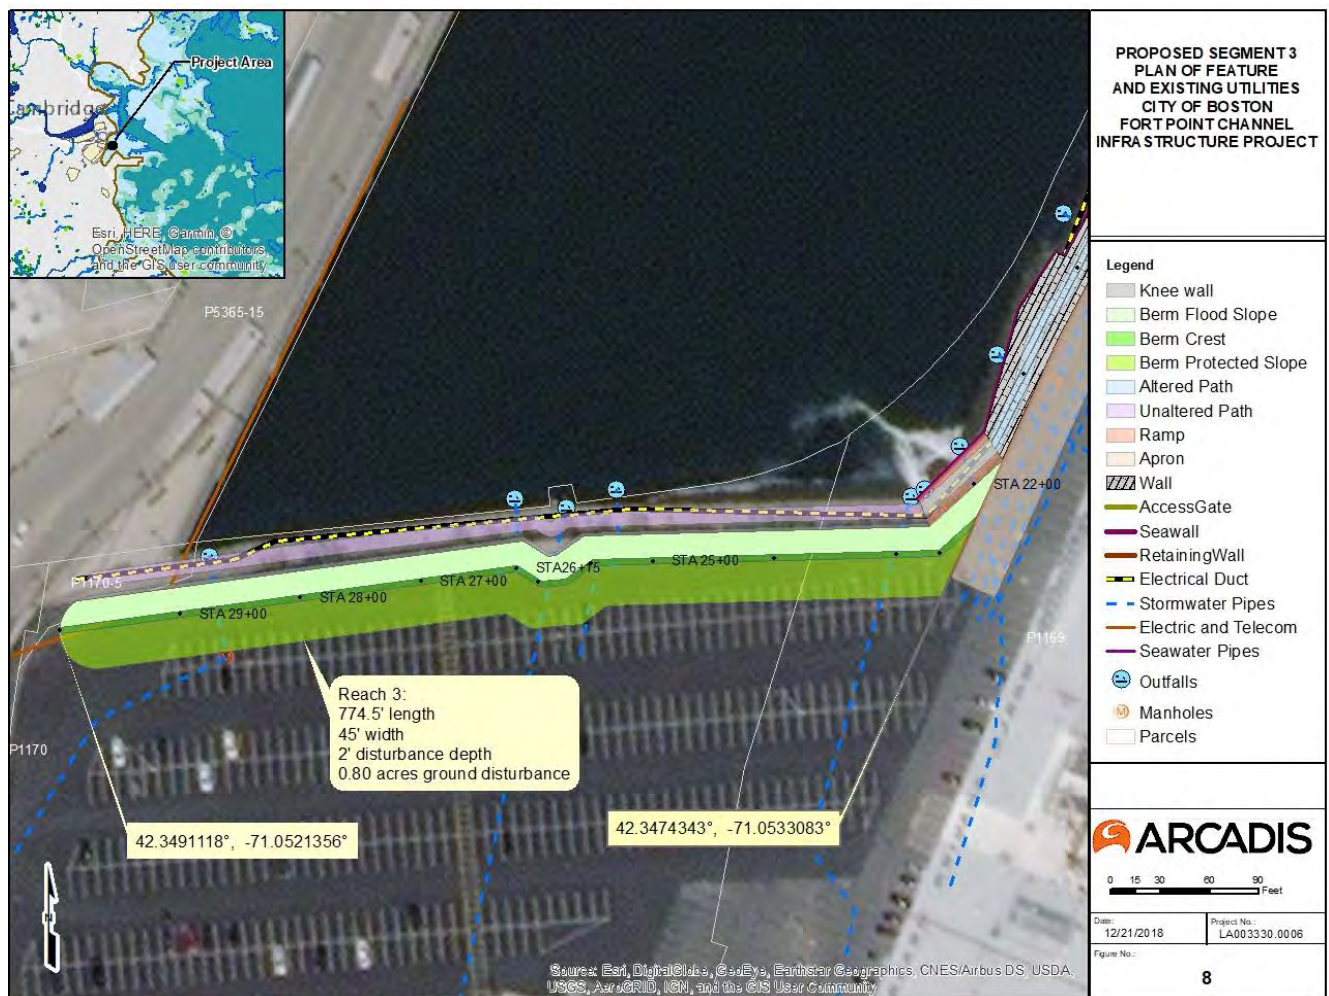 Project Area
Cambridge
Esri, HERE, Garmin, ©
OpenStreetMap contributors,
and the GIS user community
P5365-15
STA 22+00
P1170-5
STA 29+00
STA 28+00
STA 27+00
STA26+15
STA 25+00
P1159
Reach 3:
774.5' length
45' width
2' disturbance depth
0.80 acres ground disturbance
P1170
42.3491118°, -71.0521356°
42.3474343°, -71.0533083°
N
Source: Esri, DigitalGlobe, GeoEye, Earthstar Geographics, CNES/Airbus DS, USDA,
USGS, AeroGRID, IGN, and the GIS User Community
PROPOSED SEGMENT 3
PLAN OF FEATURE
AND EXISTING UTILITIES
CITY OF BOSTON
FORT POINT CHANNEL
INFRASTRUCTURE PROJECT
Legend
Knee wall
Berm Flood Slope
Berm Crest
Berm Protected Slope
Altered Path
Unaltered Path
Ramp
Apron
Wall
AccessGate
Seawall
RetainingWall
Electrical Duct
Stormwater Pipes
Electric and Telecom
Seawater Pipes
Outfalls
M Manholes
Parcels
ARCADIS
0 15 30 60 90
Feet
Date:
12/21/2018
Project No.:
LA003330.0006
Figure No.:
8